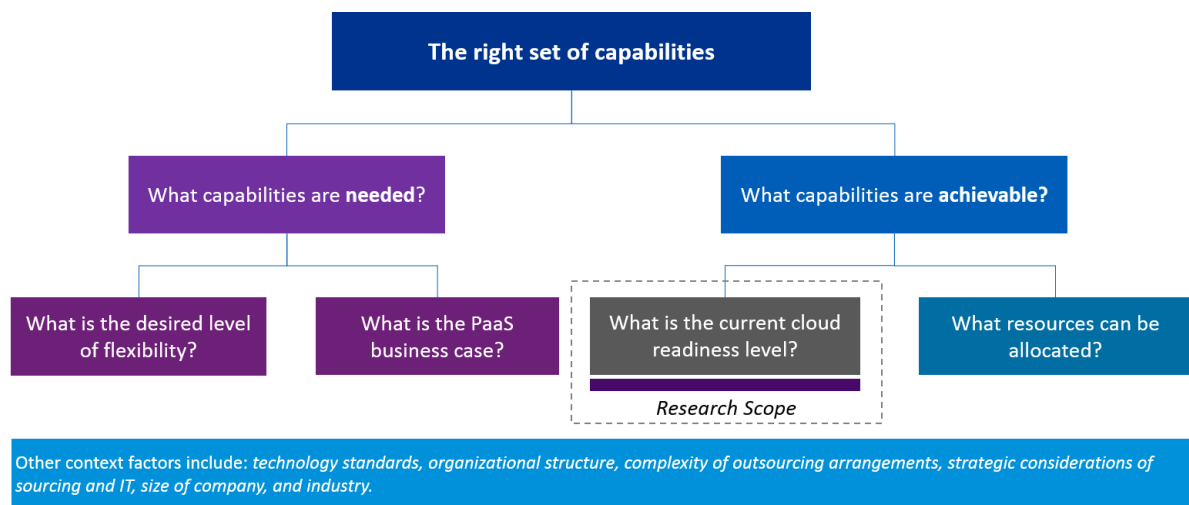 The right set of capabilities
What capabilities are needed?
What capabilities are achievable?
What is the desired level
of flexibility?
What is the PaaS
business case?
What is the current cloud
readiness level?
What resources can be
allocated?
Research Scope
Other context factors include: technology standards, organizational structure, complexity of outsourcing arrangements, strategic considerations of
sourcing and IT, size of company, and industry.